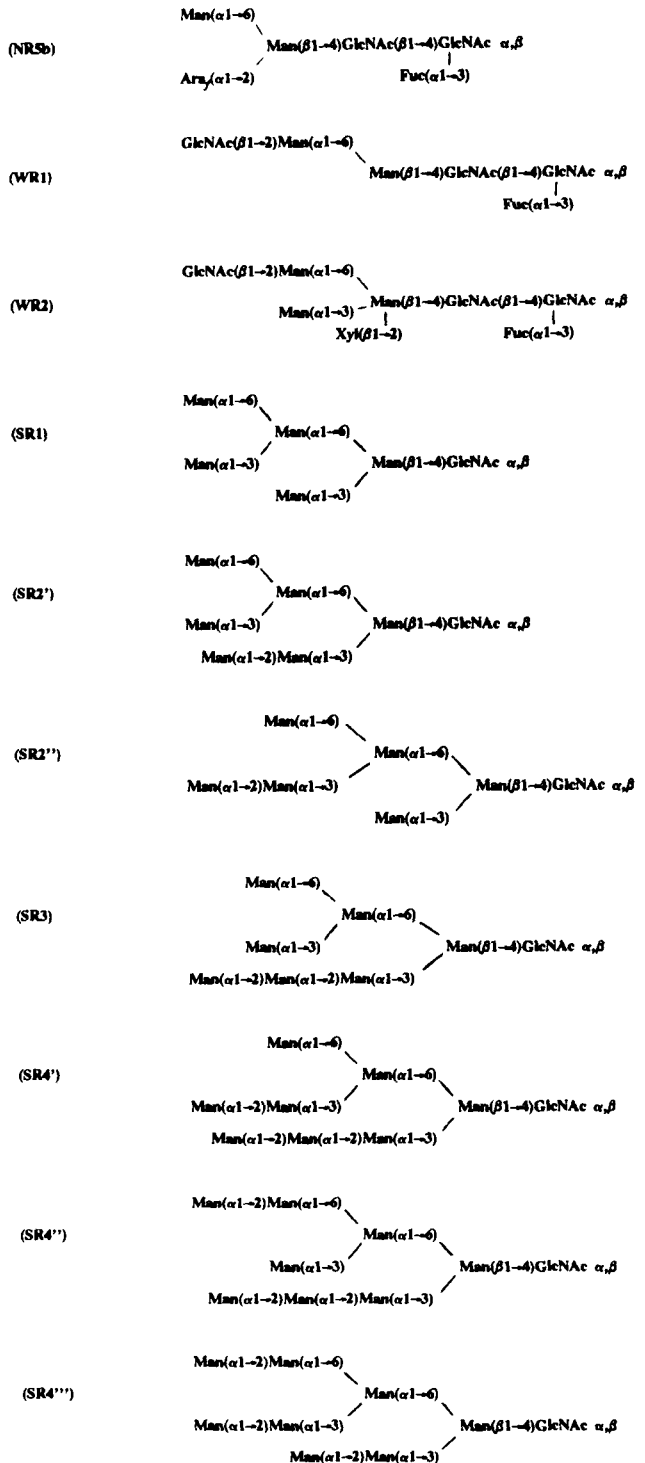 Man(α1→6)
(NR5b) Man(β1→4)GlcNAc(β1→4)GlcNAc α,β
Araf(α1→2) Fuc(α1→3)
GlcNAc(β1→2)Man(α1→6)
(WR1) Man(β1→4)GlcNAc(β1→4)GlcNAc α,β
Fuc(α1→3)
GlcNAc(β1→2)Man(α1→6)
(WR2) Man(β1→4)GlcNAc(β1→4)GlcNAc α,β
Man(α1→3)
Xyl(β1→2) Fuc(α1→3)
Man(α1→6)
(SR1) Man(α1→6)
Man(α1→3) Man(β1→4)GlcNAc α,β
Man(α1→3)
Man(α1→6)
(SR2') Man(α1→6)
Man(α1→3) Man(β1→4)GlcNAc α,β
Man(α1→2)Man(α1→3)
Man(α1→6)
(SR2'') Man(α1→6)
Man(α1→2)Man(α1→3) Man(β1→4)GlcNAc α,β
Man(α1→3)
Man(α1→6)
(SR3) Man(α1→6)
Man(α1→3) Man(β1→4)GlcNAc α,β
Man(α1→2)Man(α1→2)Man(α1→3)
Man(α1→6)
(SR4') Man(α1→6)
Man(α1→2)Man(α1→3) Man(β1→4)GlcNAc α,β
Man(α1→2)Man(α1→2)Man(α1→3)
Man(α1→2)Man(α1→6)
(SR4'') Man(α1→6)
Man(α1→3) Man(β1→4)GlcNAc α,β
Man(α1→2)Man(α1→2)Man(α1→3)
Man(α1→2)Man(α1→6)
(SR4''') Man(α1→6)
Man(α1→2)Man(α1→3) Man(β1→4)GlcNAc α,β
Man(α1→2)Man(α1→3)